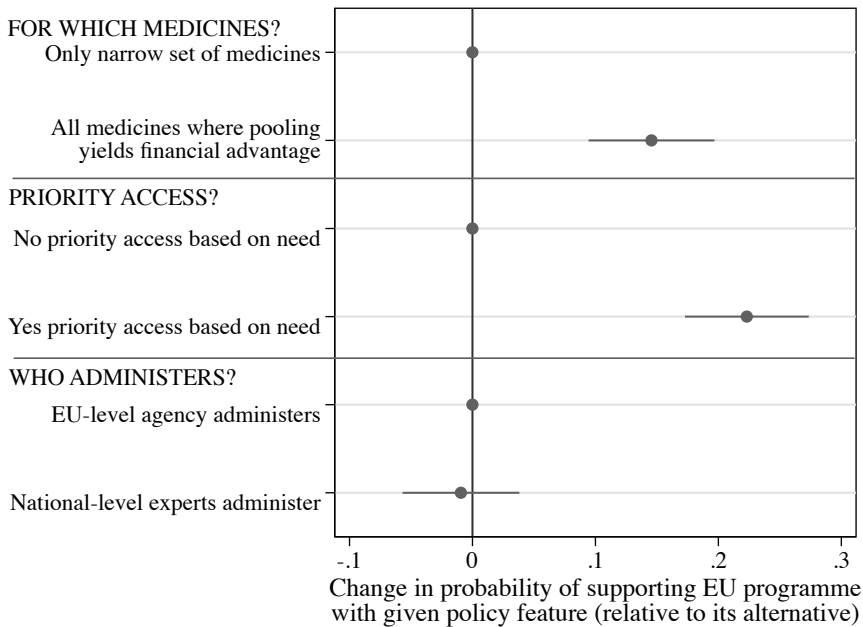 FOR WHICH MEDICINES?
Only narrow set of medicines
All medicines where pooling
yields financial advantage
PRIORITY ACCESS?
No priority access based on need
Yes priority access based on need
WHO ADMINISTERS?
EU-level agency administers
National-level experts administer
-.1 0 .1 .2 .3
Change in probability of supporting EU programme
with given policy feature (relative to its alternative)